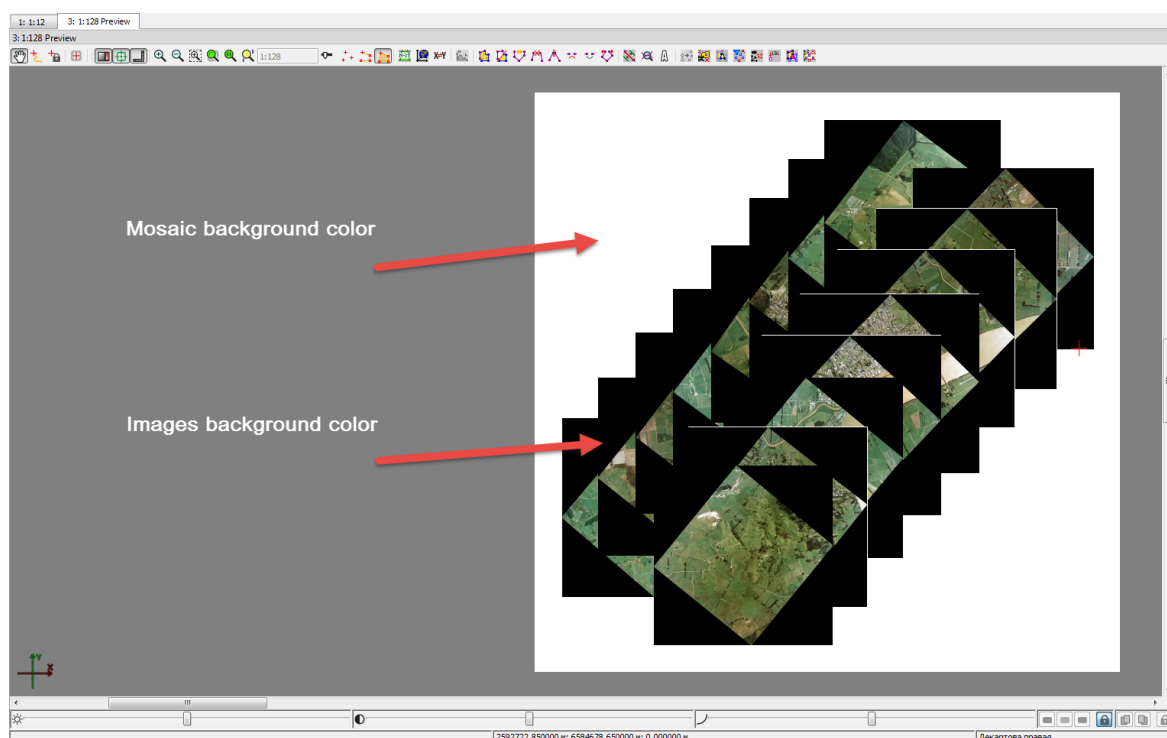 1: 1:12 3: 1:128 Preview
3: 1:128 Preview
1:128
Mosaic background color
Images background color
Y
X
2592722.850000 м; 6584678.650000 м; 0.000000 м Декартова правая